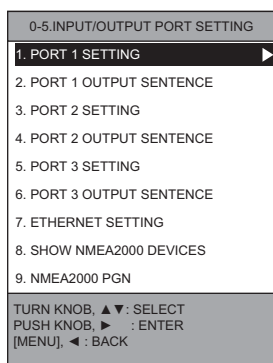 0-5.INPUT/OUTPUT PORT SETTING
1. PORT 1 SETTING ▶
2. PORT 1 OUTPUT SENTENCE
3. PORT 2 SETTING
4. PORT 2 OUTPUT SENTENCE
5. PORT 3 SETTING
6. PORT 3 OUTPUT SENTENCE
7. ETHERNET SETTING
8. SHOW NMEA2000 DEVICES
9. NMEA2000 PGN
TURN KNOB, ▲▼: SELECT
PUSH KNOB, ▶ : ENTER
[MENU], ◄ : BACK